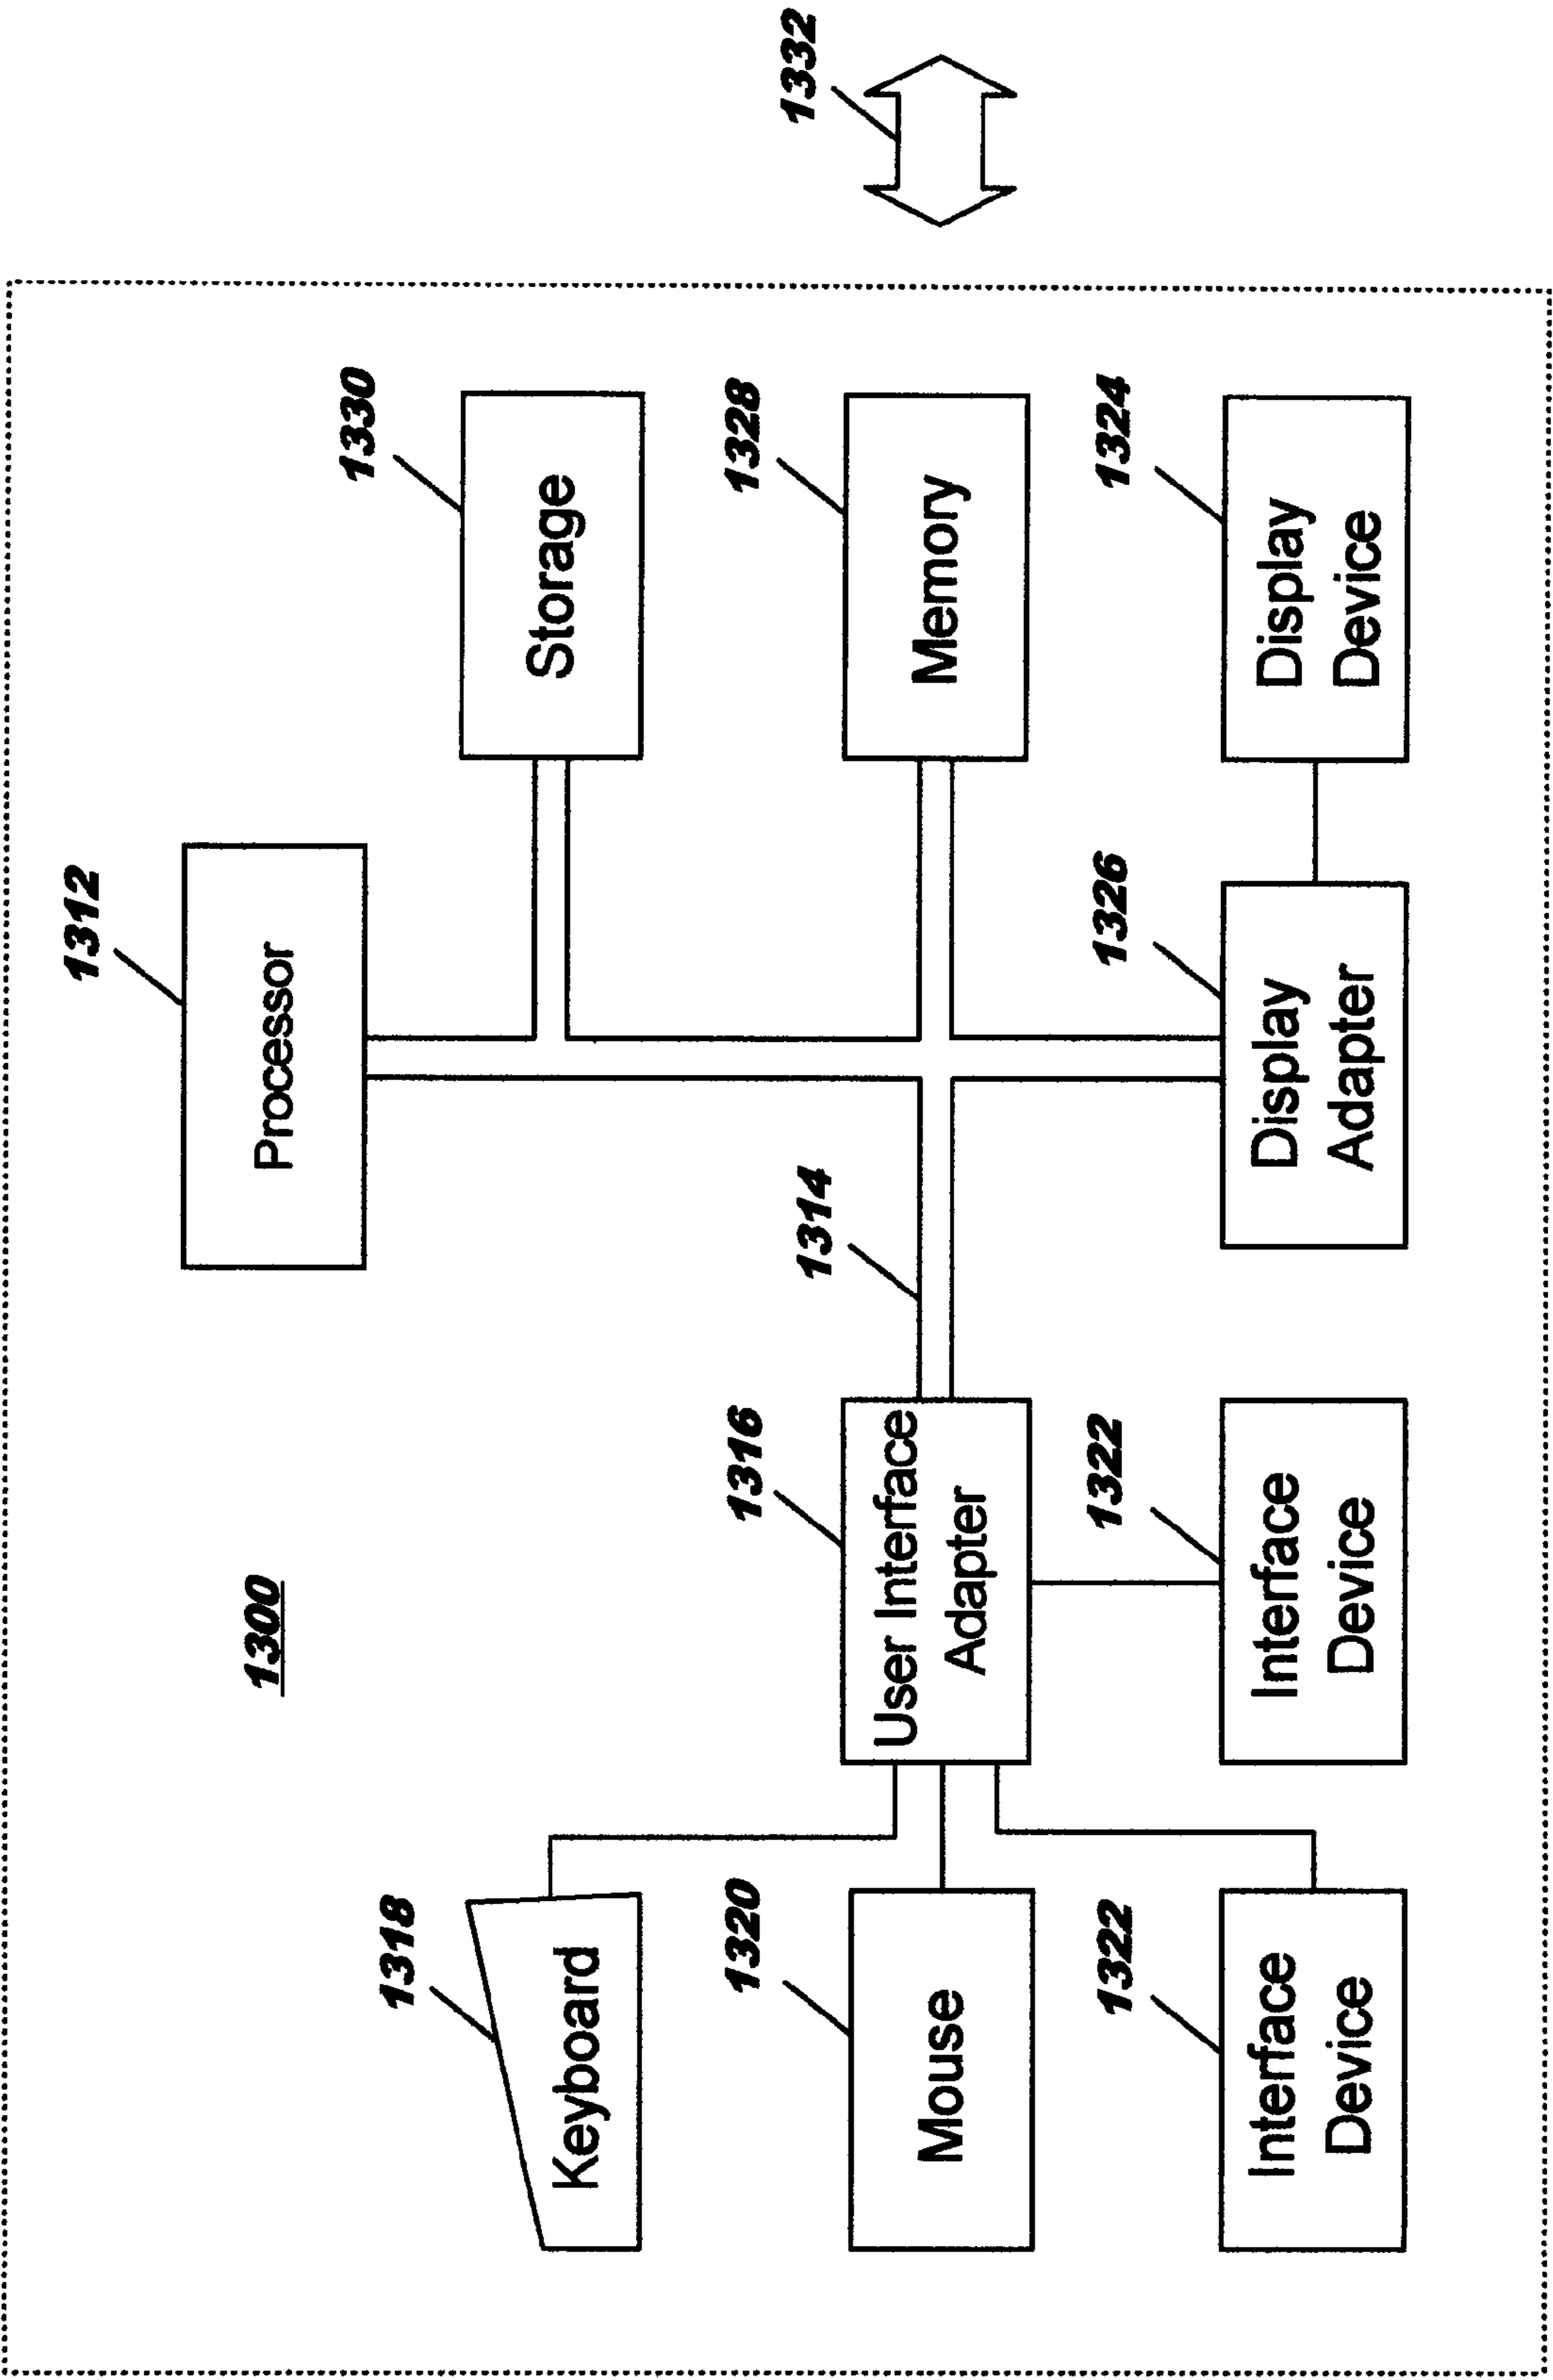 1300
1312
Processor
1318
Keyboard
1330
Storage
1320
Mouse
1316
User Interface
Adapter
1314
1328
Memory
1332
1322
Interface
Device
1322
Interface
Device
1326
Display
Adapter
1324
Display
Device